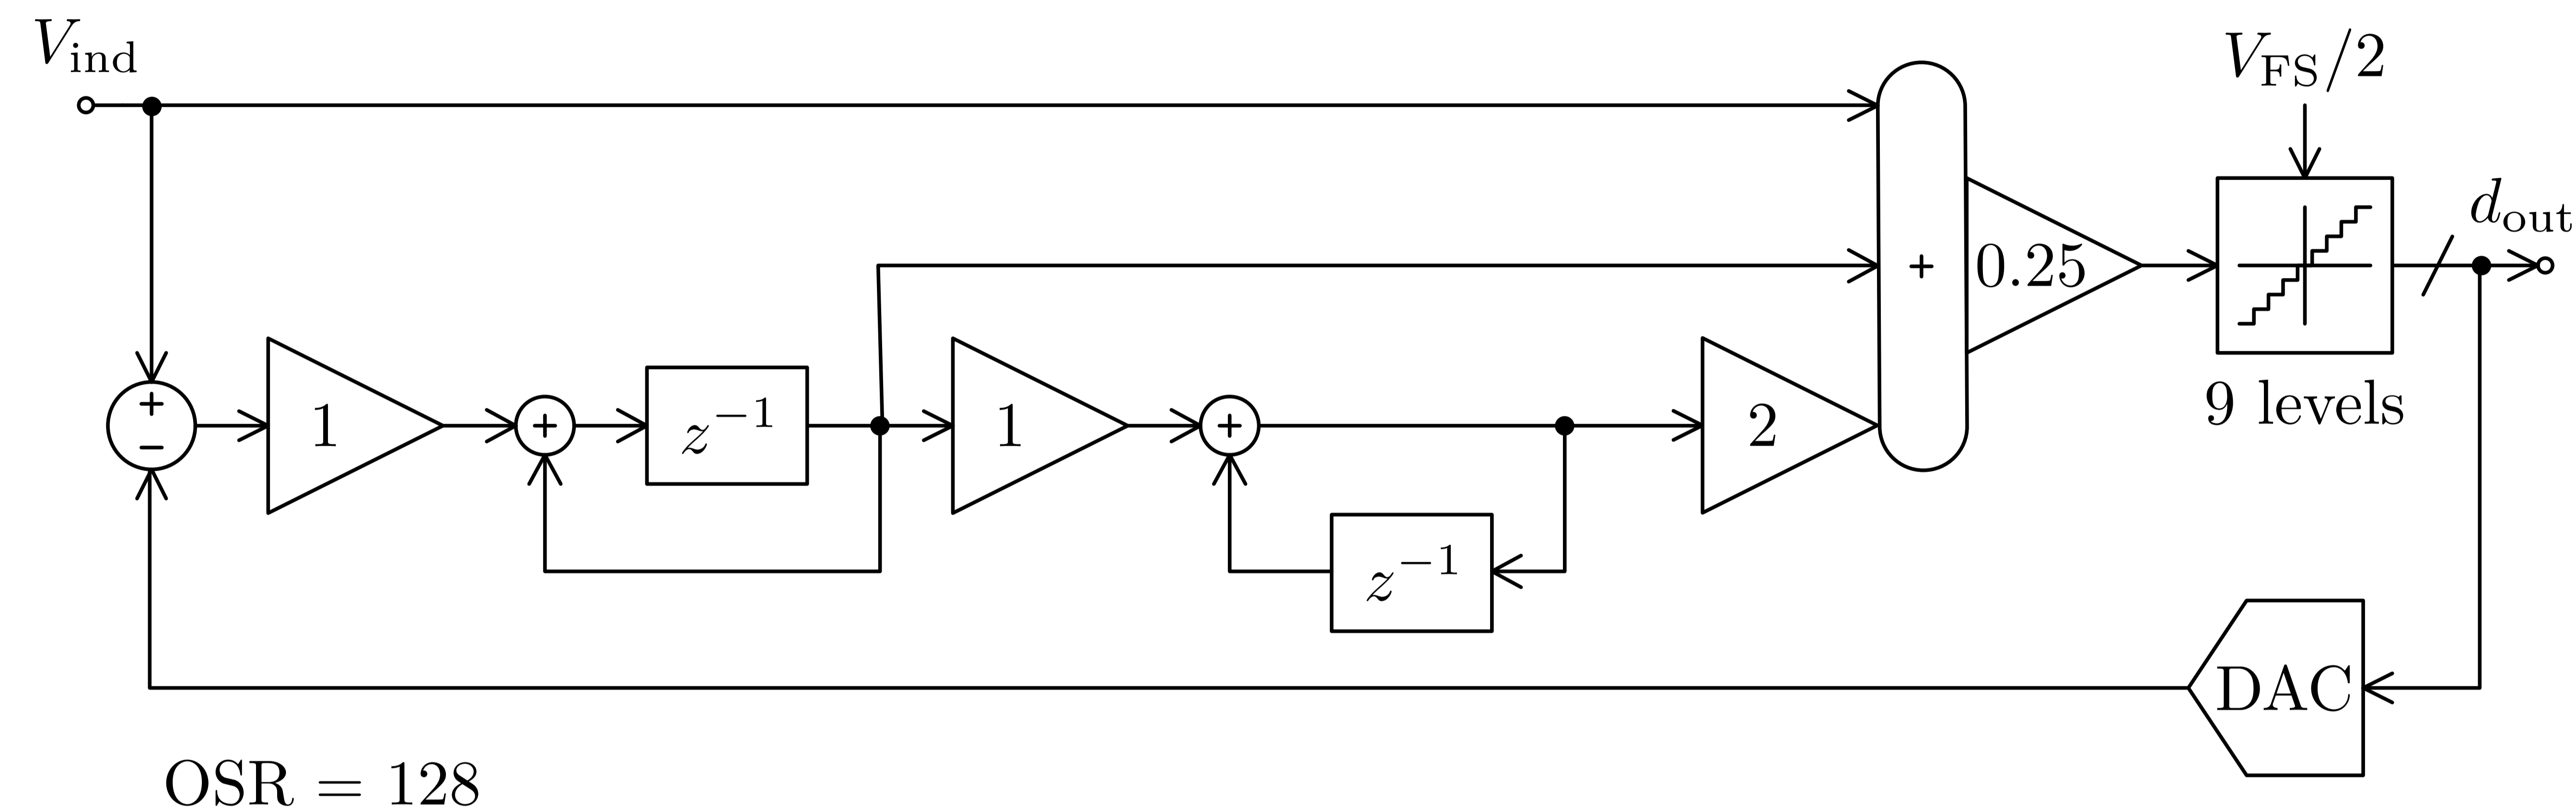 V_ind
V_FS/2
d_out
+
0.25
9 levels
+
−
1
+
z^−1
1
+
2
z^−1
DAC
OSR = 128